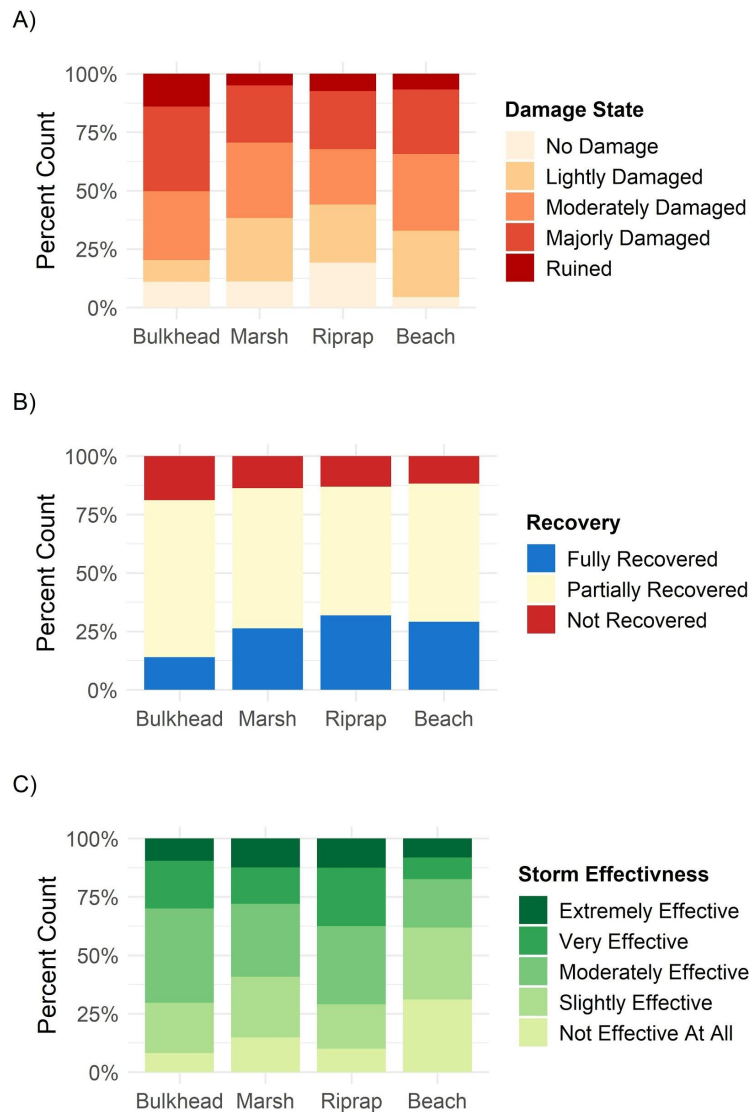 A)
100%
75%
50%
25%
0%
Percent Count
Bulkhead Marsh Riprap Beach
Damage State
No Damage
Lightly Damaged
Moderately Damaged
Majorly Damaged
Ruined
B)
100%
75%
50%
25%
0%
Percent Count
Bulkhead Marsh Riprap Beach
Recovery
Fully Recovered
Partially Recovered
Not Recovered
C)
100%
75%
50%
25%
0%
Percent Count
Bulkhead Marsh Riprap Beach
Storm Effectivness
Extremely Effective
Very Effective
Moderately Effective
Slightly Effective
Not Effective At All